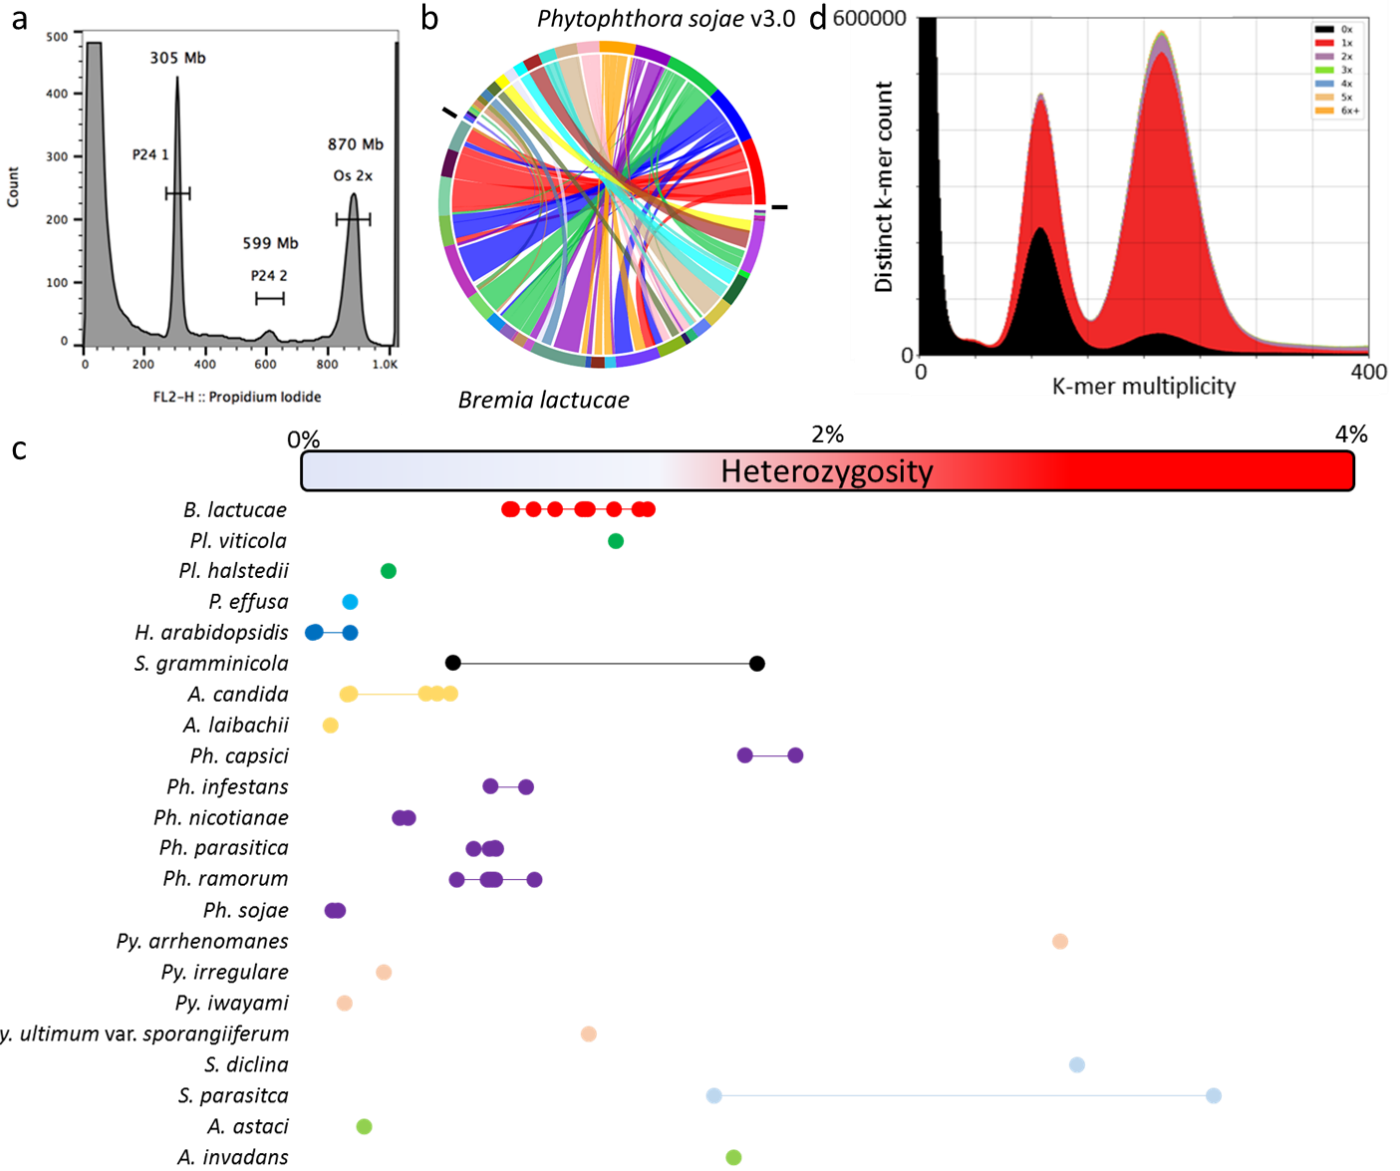 a
500
400
300
200
100
0
Count
305 Mb
P24 1
599 Mb
P24 2
870 Mb
Os 2x
0
200
400
600
800
1.0K
FL2-H :: Propidium Iodide
b
Phytophthora sojae v3.0
Bremia lactucae
d
600000
0
Distinct k-mer count
0x
1x
2x
3x
4x
5x
6x+
0
400
K-mer multiplicity
c
0%
2%
4%
Heterozygosity
B. lactucae
Pl. viticola
Pl. halstedii
P. effusa
H. arabidopsidis
S. gramminicola
A. candida
A. laibachii
Ph. capsici
Ph. infestans
Ph. nicotianae
Ph. parasitica
Ph. ramorum
Ph. sojae
Py. arrhenomanes
Py. irregulare
Py. iwayami
y. ultimum var. sporangiiferum
S. diclina
S. parasitca
A. astaci
A. invadans